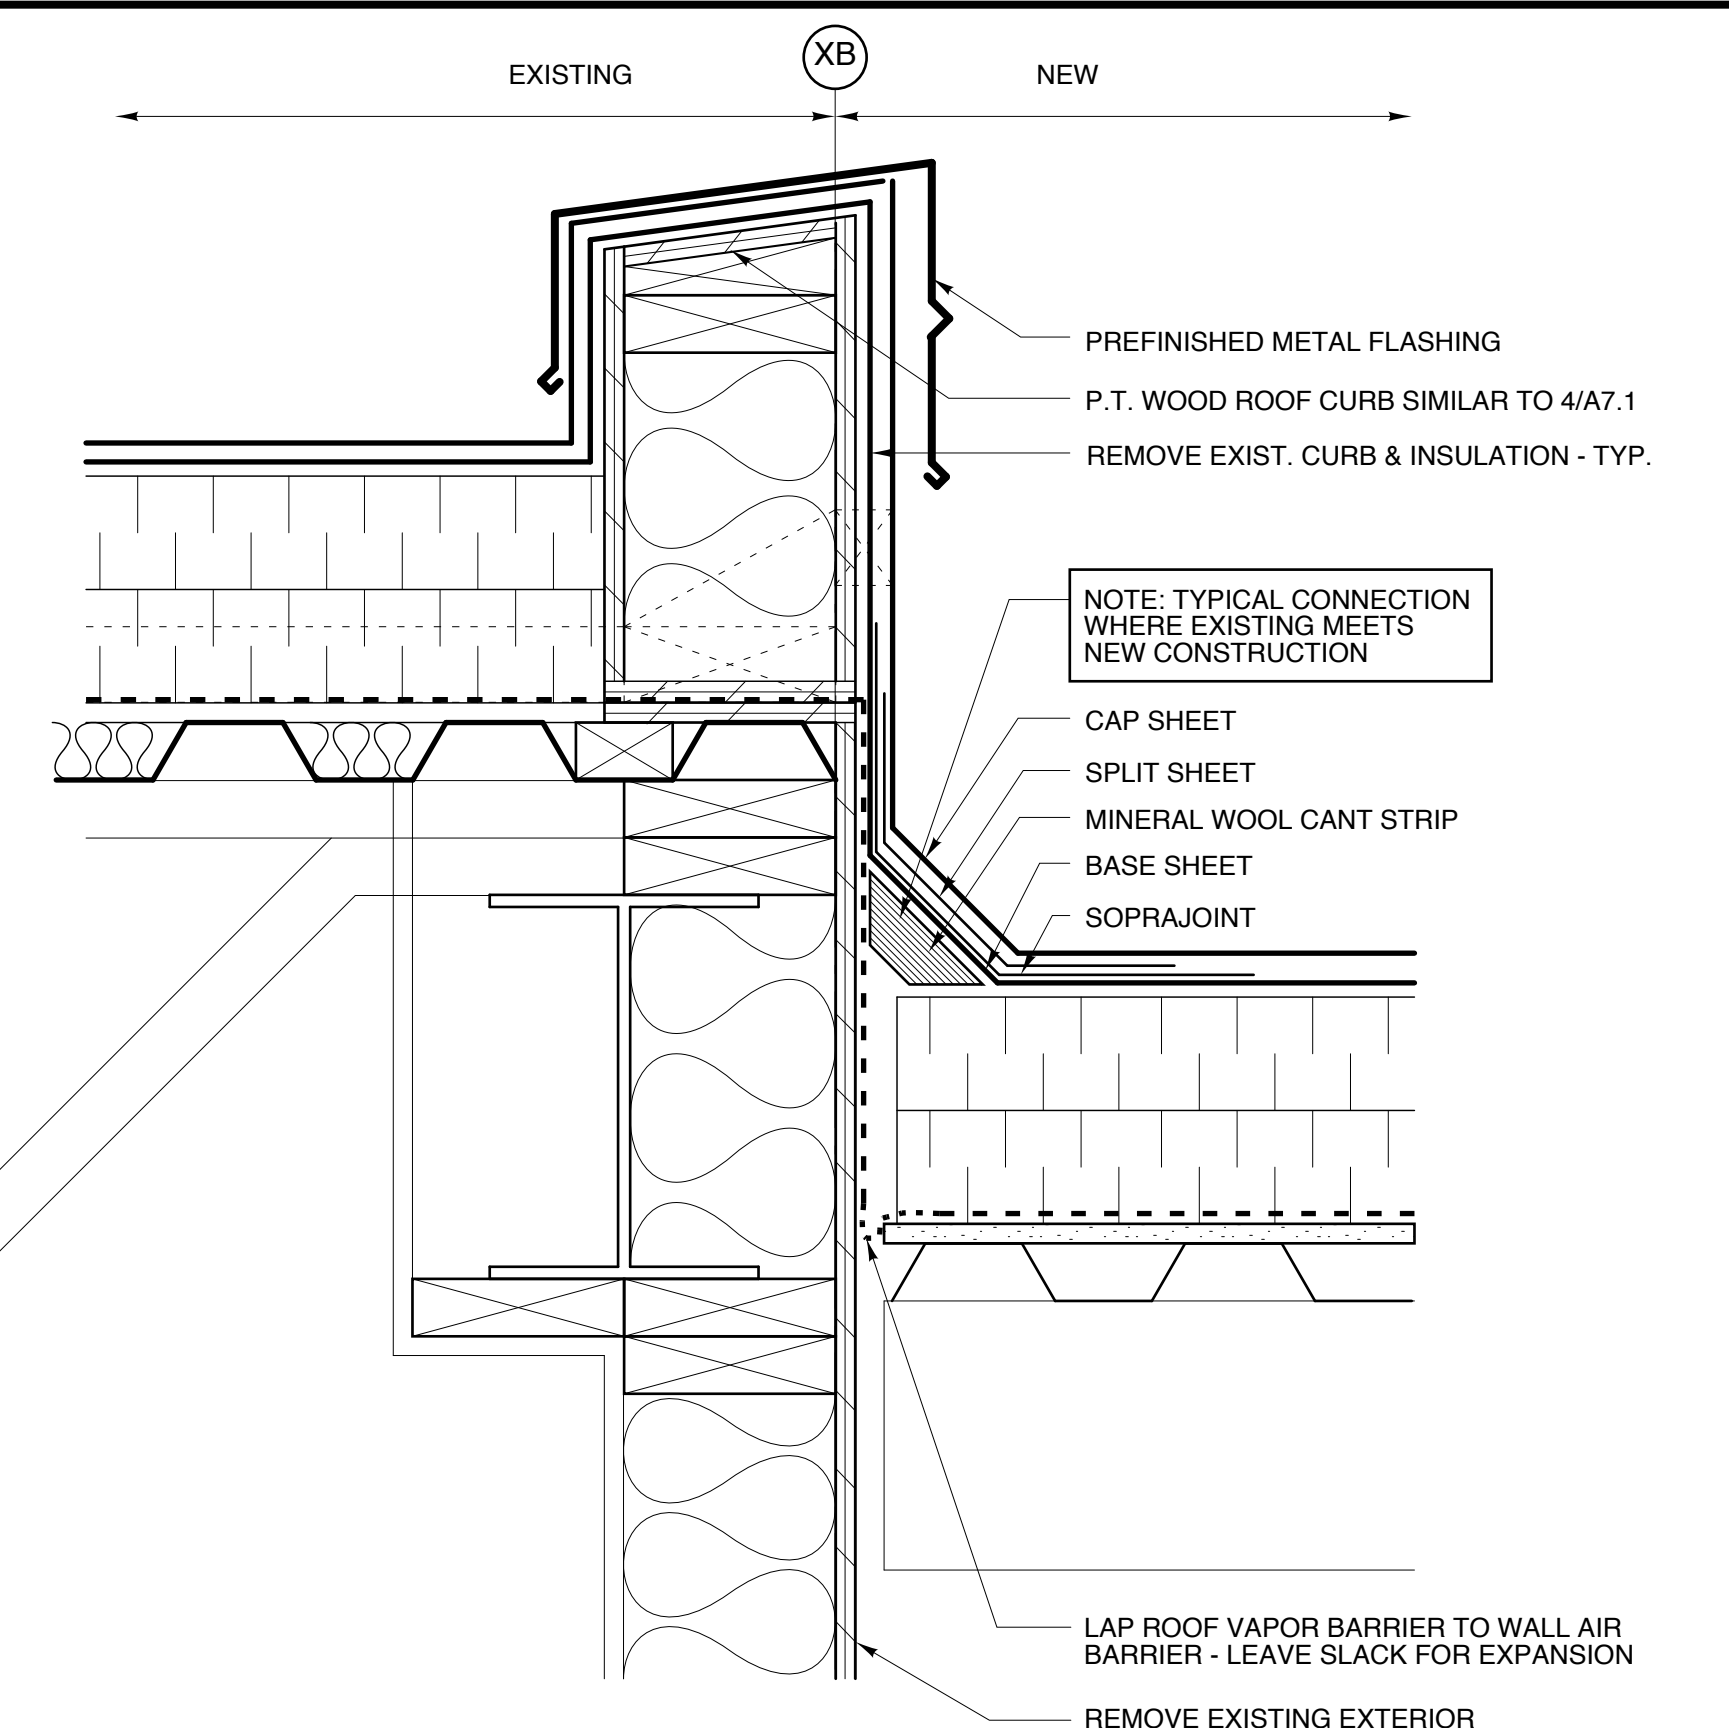 XB
EXISTING
NEW
PREFINISHED METAL FLASHING
P.T. WOOD ROOF CURB SIMILAR TO 4/A7.1
REMOVE EXIST. CURB & INSULATION - TYP.
NOTE: TYPICAL CONNECTION
WHERE EXISTING MEETS
NEW CONSTRUCTION
CAP SHEET
SPLIT SHEET
MINERAL WOOL CANT STRIP
BASE SHEET
SOPRAJOINT
LAP ROOF VAPOR BARRIER TO WALL AIR
BARRIER - LEAVE SLACK FOR EXPANSION
REMOVE EXISTING EXTERIOR